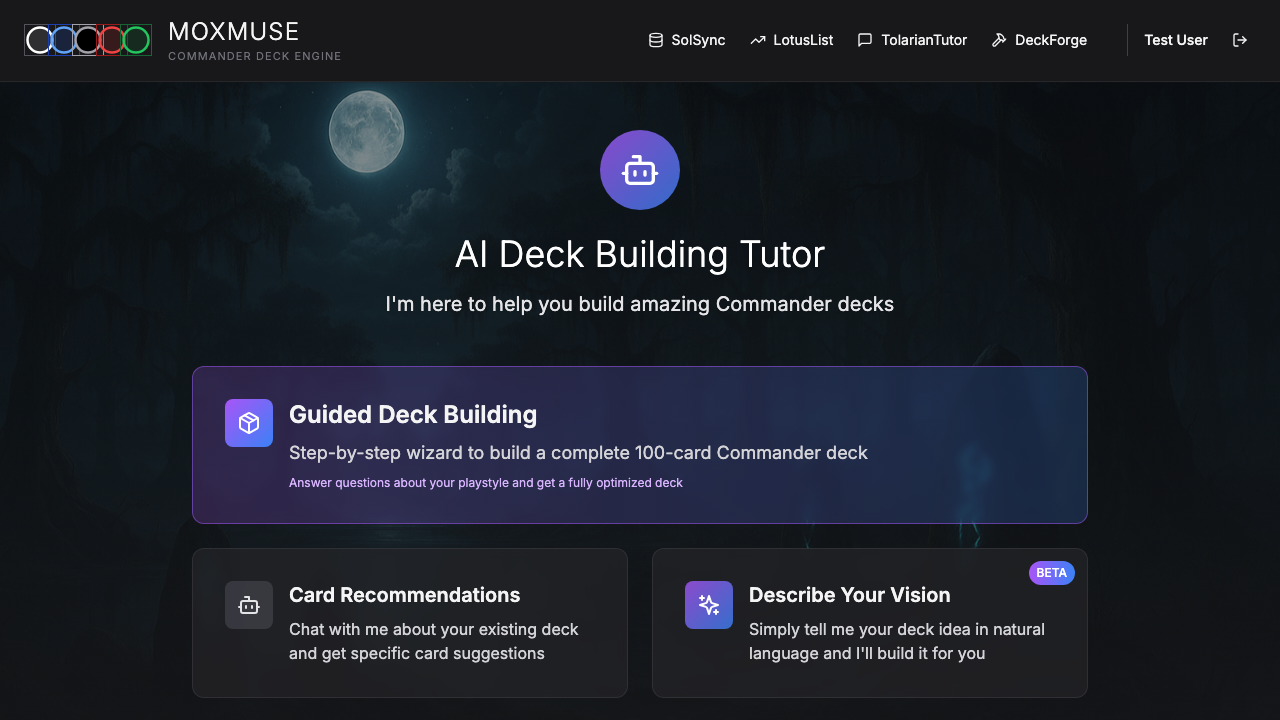 MOXMUSE
COMMANDER DECK ENGINE
SolSync
LotusList
TolarianTutor
DeckForge
Test User
AI Deck Building Tutor
I'm here to help you build amazing Commander decks
Guided Deck Building
Step-by-step wizard to build a complete 100-card Commander deck
Answer questions about your playstyle and get a fully optimized deck
Card Recommendations
Chat with me about your existing deck
and get specific card suggestions
BETA
Describe Your Vision
Simply tell me your deck idea in natural
language and I'll build it for you